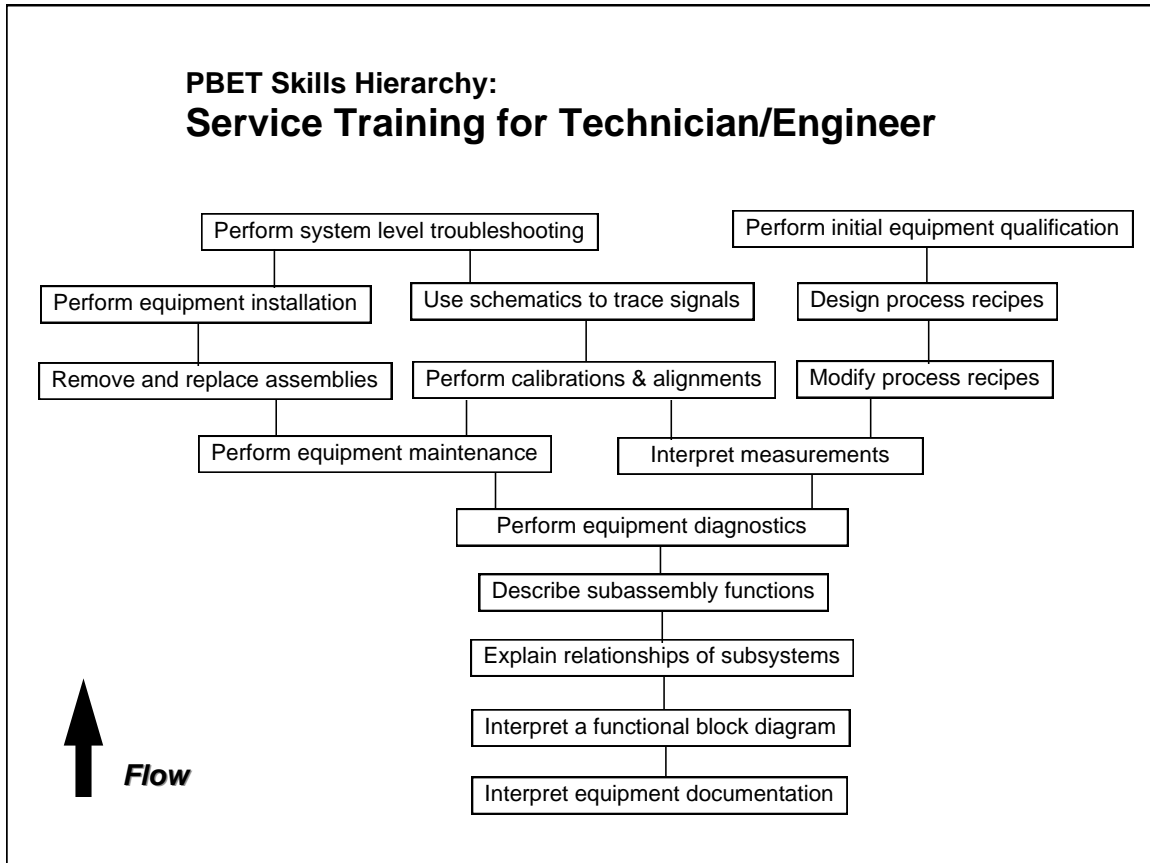 PBET Skills Hierarchy:
Service Training for Technician/Engineer
Perform system level troubleshooting
Perform initial equipment qualification
Perform equipment installation
Use schematics to trace signals
Design process recipes
Remove and replace assemblies
Perform calibrations & alignments
Modify process recipes
Perform equipment maintenance
Interpret measurements
Perform equipment diagnostics
Describe subassembly functions
Explain relationships of subsystems
Interpret a functional block diagram
Flow
Interpret equipment documentation